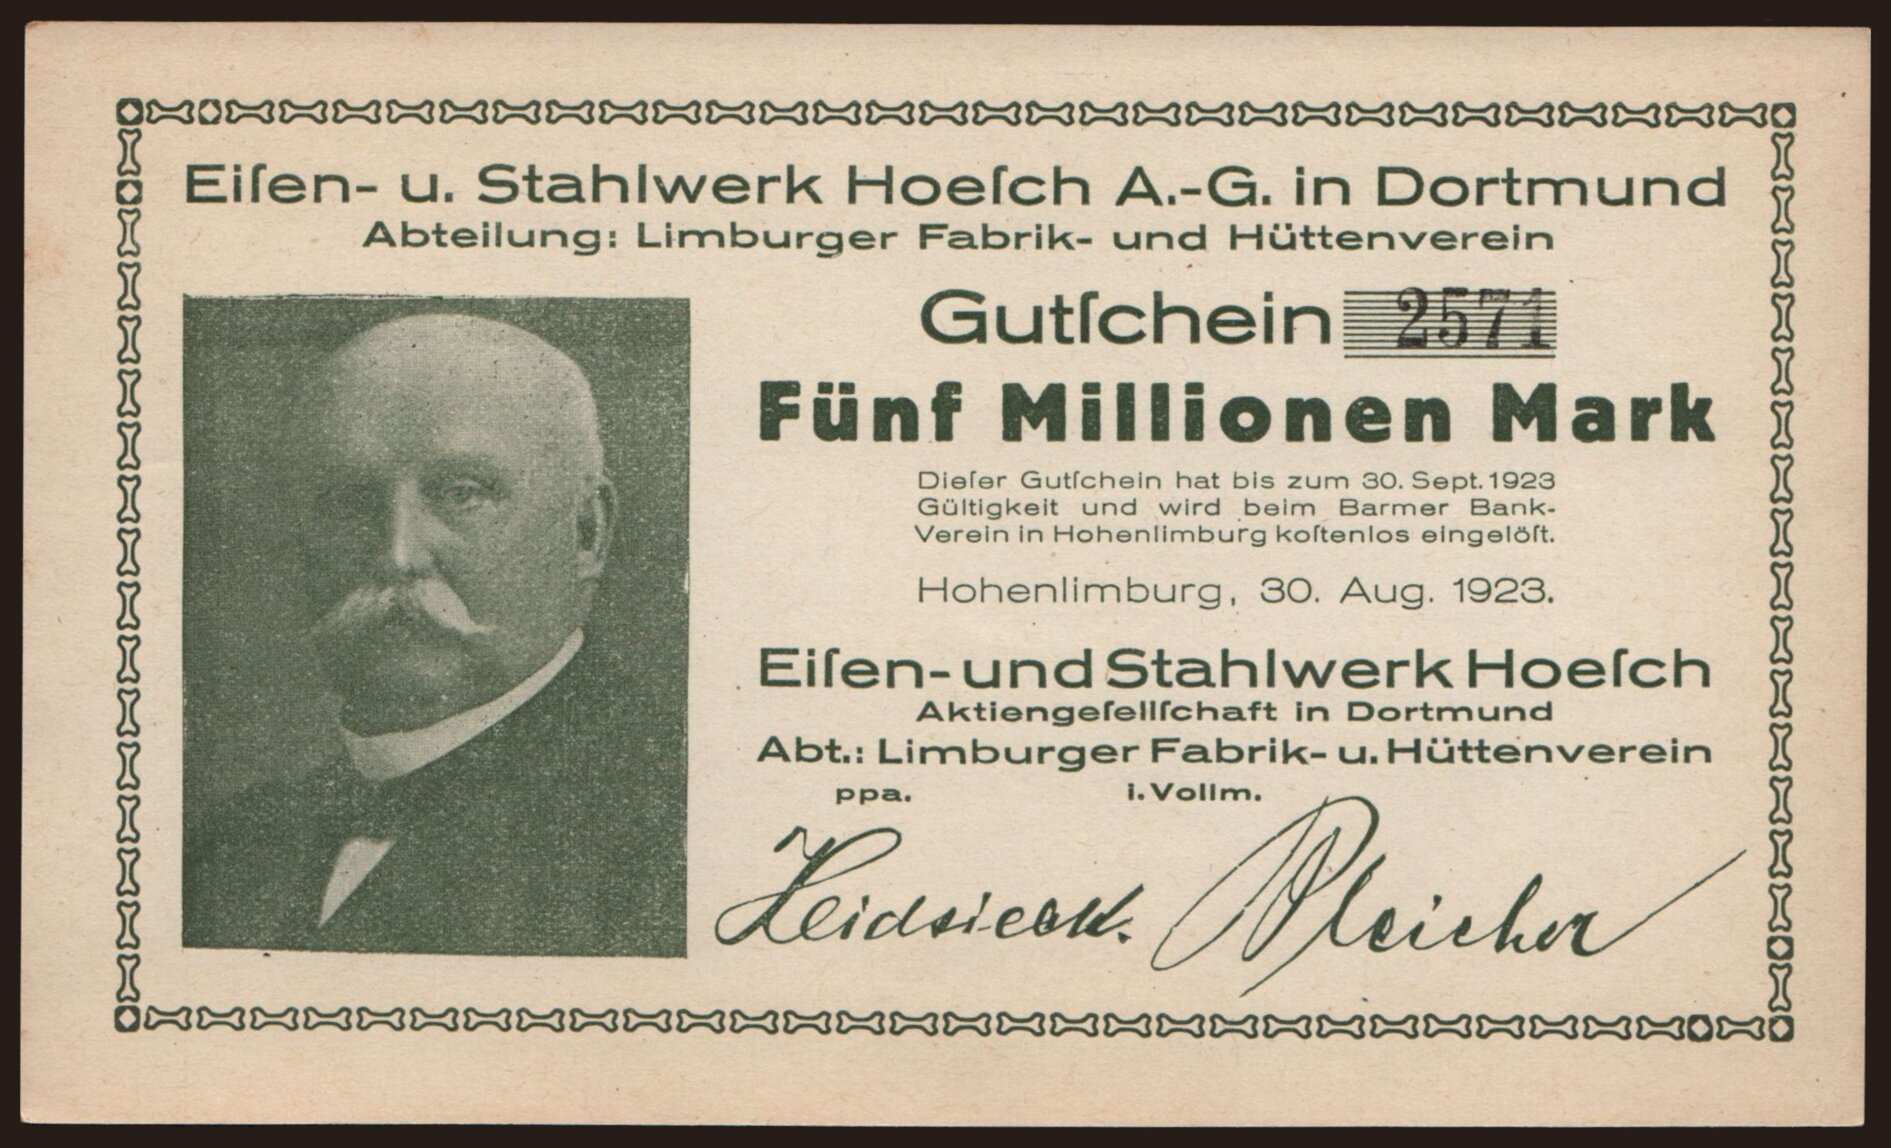 Eiſen- u. Stahlwerk Hoeſch A.-G. in Dortmund
Abteilung: Limburger Fabrik- und Hüttenverein
Gutſchein 2571
Fünf Millionen Mark
Dieſer Gutſchein hat bis zum 30. Sept. 1923
Gültigkeit und wird beim Barmer Bank-
Verein in Hohenlimburg koſtenlos eingelöſt.
Hohenlimburg, 30. Aug. 1923.
Eiſen- und Stahlwerk Hoeſch
Aktiengeſellſchaft in Dortmund
Abt.: Limburger Fabrik- u. Hüttenverein
ppa. i. Vollm.
Heidsieck. Pleicher